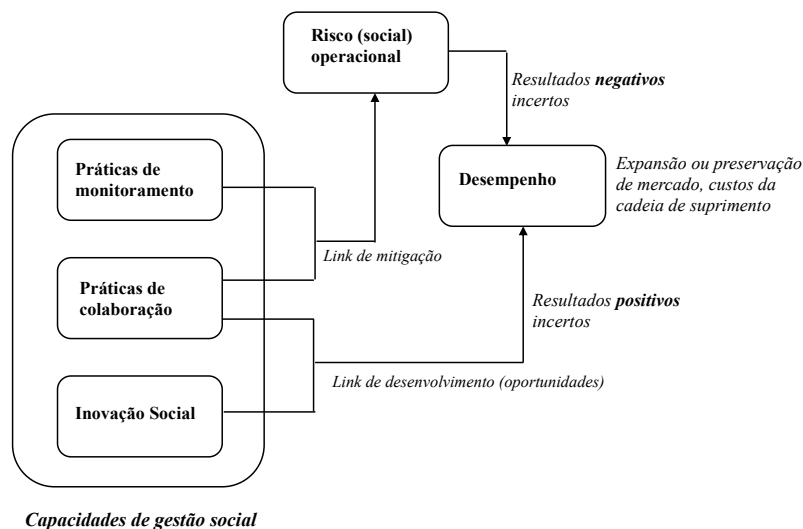 Risco (social)
operacional
Resultados negativos
incertos
Práticas de
monitoramento
Desempenho
Expansão ou preservação
de mercado, custos da
cadeia de suprimento
Link de mitigação
Práticas de
colaboração
Resultados positivos
incertos
Link de desenvolvimento (oportunidades)
Inovação Social
Capacidades de gestão social